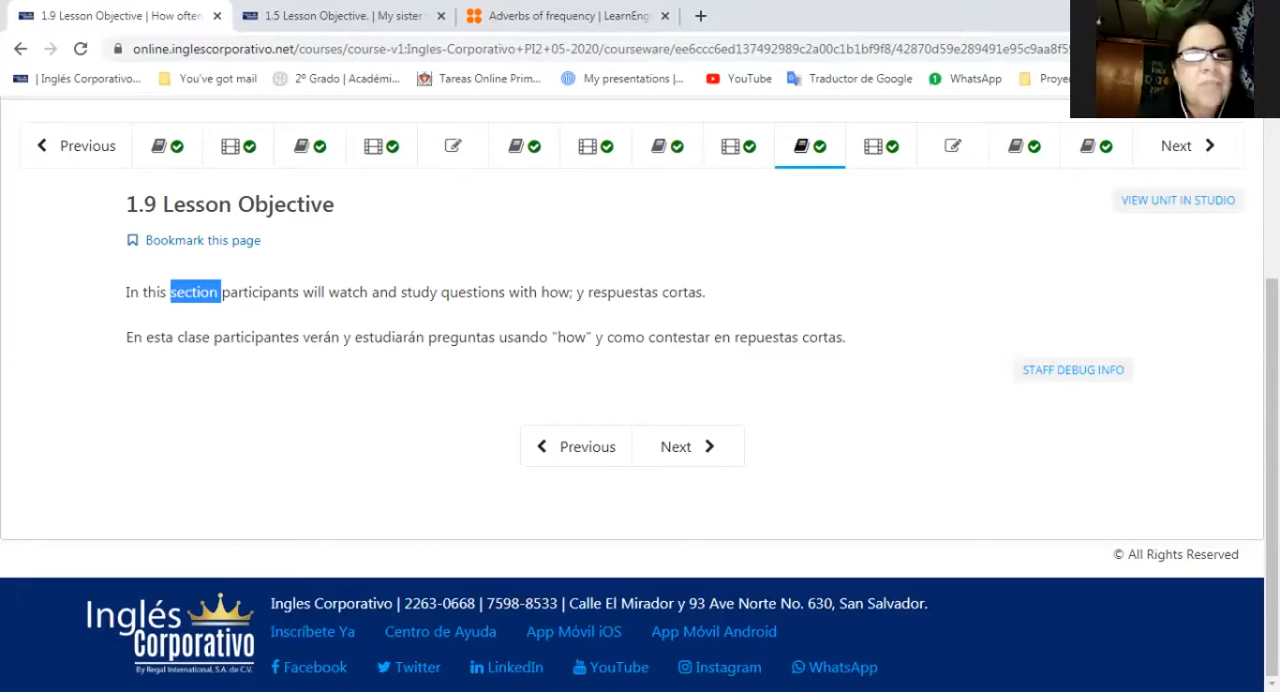 1.9 Lesson Objective | How often
1.5 Lesson Objective. | My sister
Adverbs of frequency | LearnEng
online.inglescorporativo.net/courses/course-v1:Ingles-Corporativo+PI2+05-2020/courseware/ee6ccc6ed137492989c2a00c1b1bf9f8/42870d59e289491e95c9aa8f5
| Inglés Corporativo...
You've got mail
2º Grado | Académi...
Tareas Online Prim...
My presentations |...
YouTube
Traductor de Google
WhatsApp
Proye
Previous
Next
1.9 Lesson Objective
VIEW UNIT IN STUDIO
Bookmark this page
In this section participants will watch and study questions with how; y respuestas cortas.
En esta clase participantes verán y estudiarán preguntas usando "how" y como contestar en repuestas cortas.
STAFF DEBUG INFO
Previous
Next
© All Rights Reserved
Inglés
Corporativo
By Regal International, S.A. de C.V.
Ingles Corporativo | 2263-0668 | 7598-8533 | Calle El Mirador y 93 Ave Norte No. 630, San Salvador.
Inscríbete Ya
Centro de Ayuda
App Móvil iOS
App Móvil Android
Facebook
Twitter
LinkedIn
YouTube
Instagram
WhatsApp